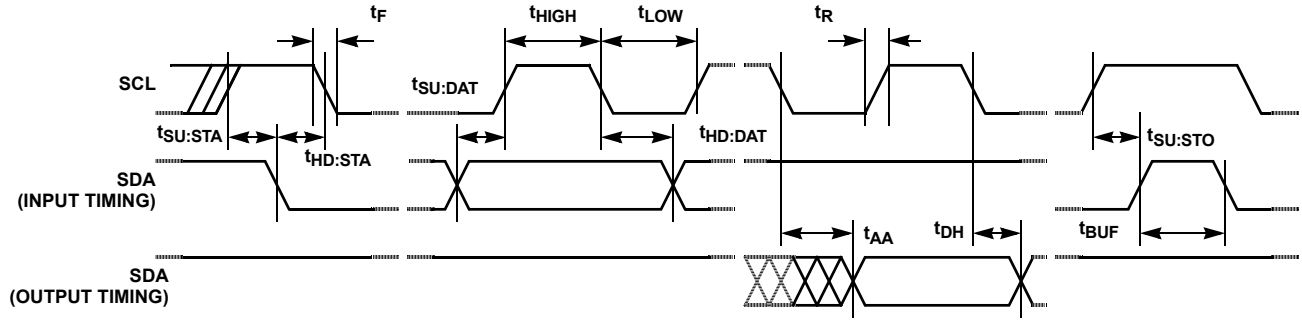 tF
tHIGH
tLOW
tR
SCL
tSU:DAT
tSU:STA
tHD:STA
tHD:DAT
tSU:STO
SDA
(INPUT TIMING)
tAA
tDH
tBUF
SDA
(OUTPUT TIMING)